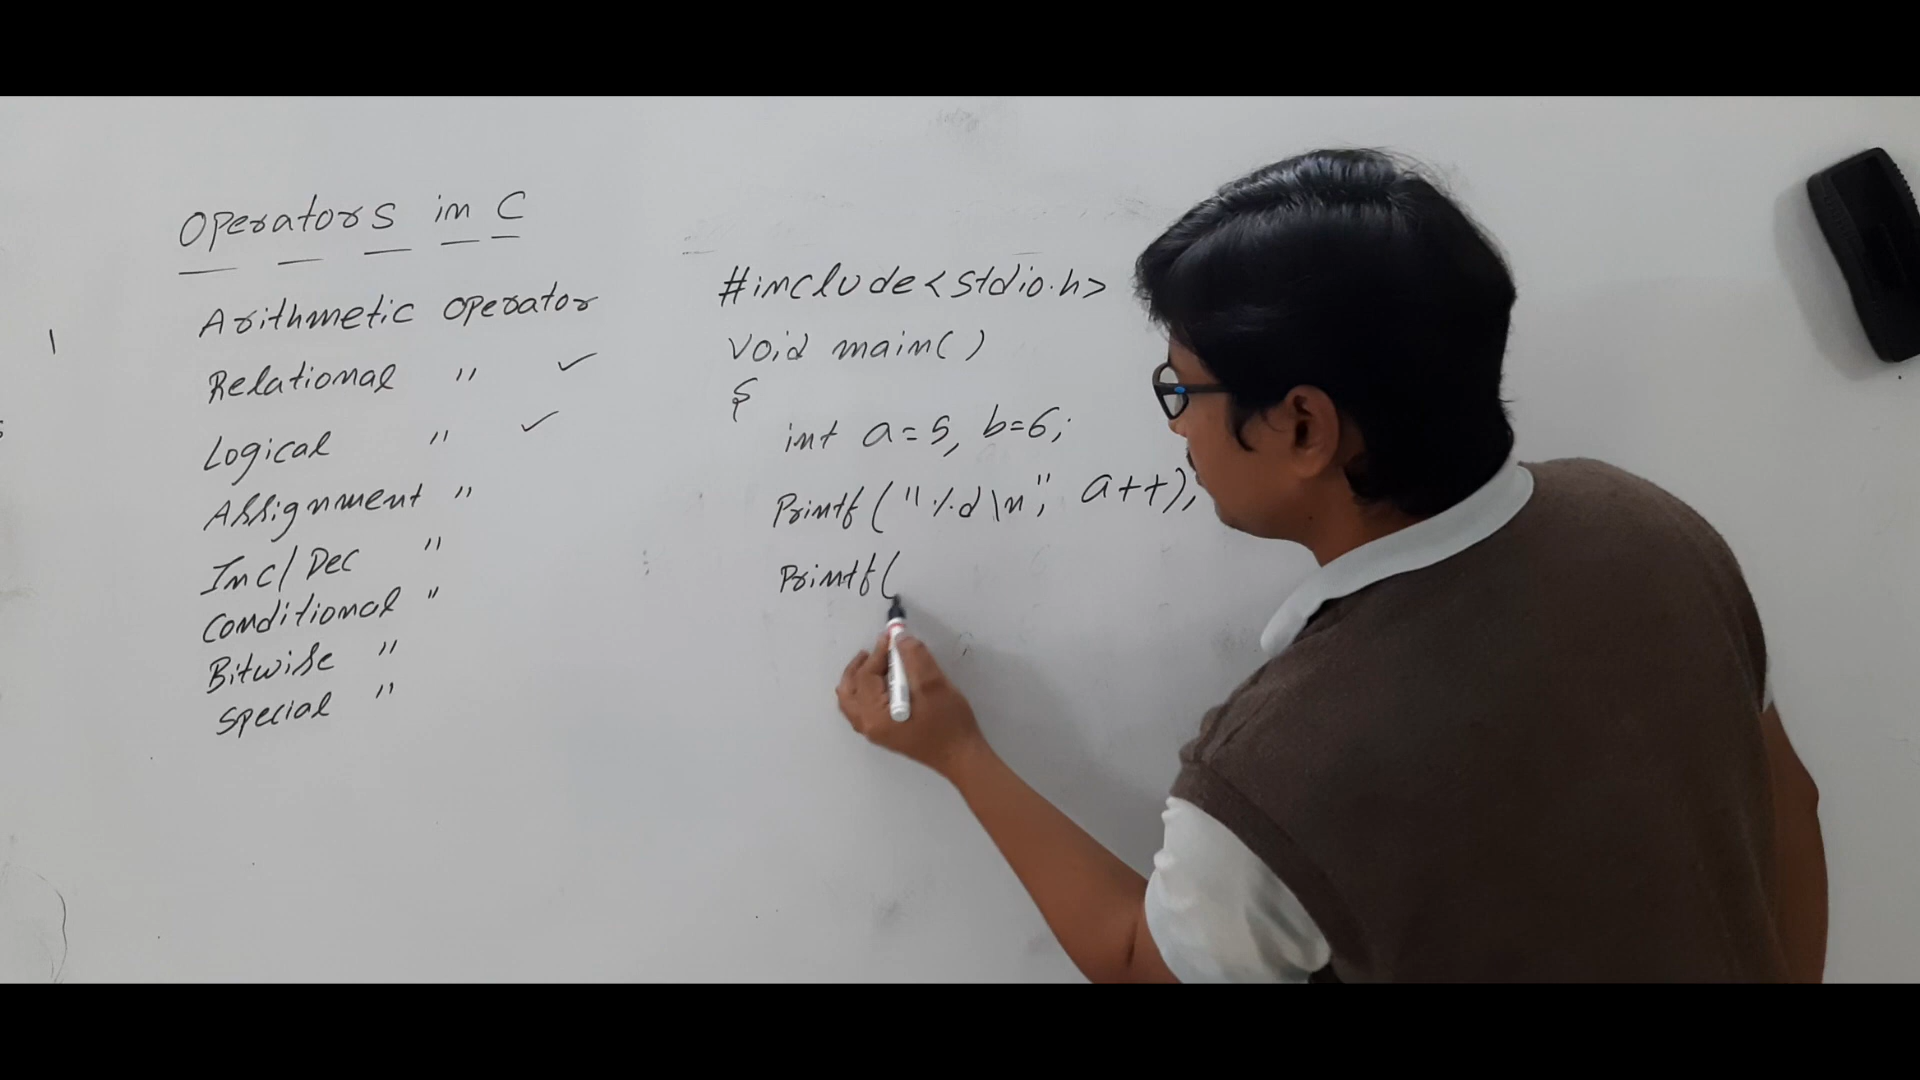 Operators in C
Arithmetic Operator
Relational " ✓
Logical " ✓
Assignment "
Inc/Dec "
Conditional "
Bitwise "
Special "
#include<stdio.h>
void main()
{
int a=5, b=6;
Printf("%d\n", a++);
Printf(